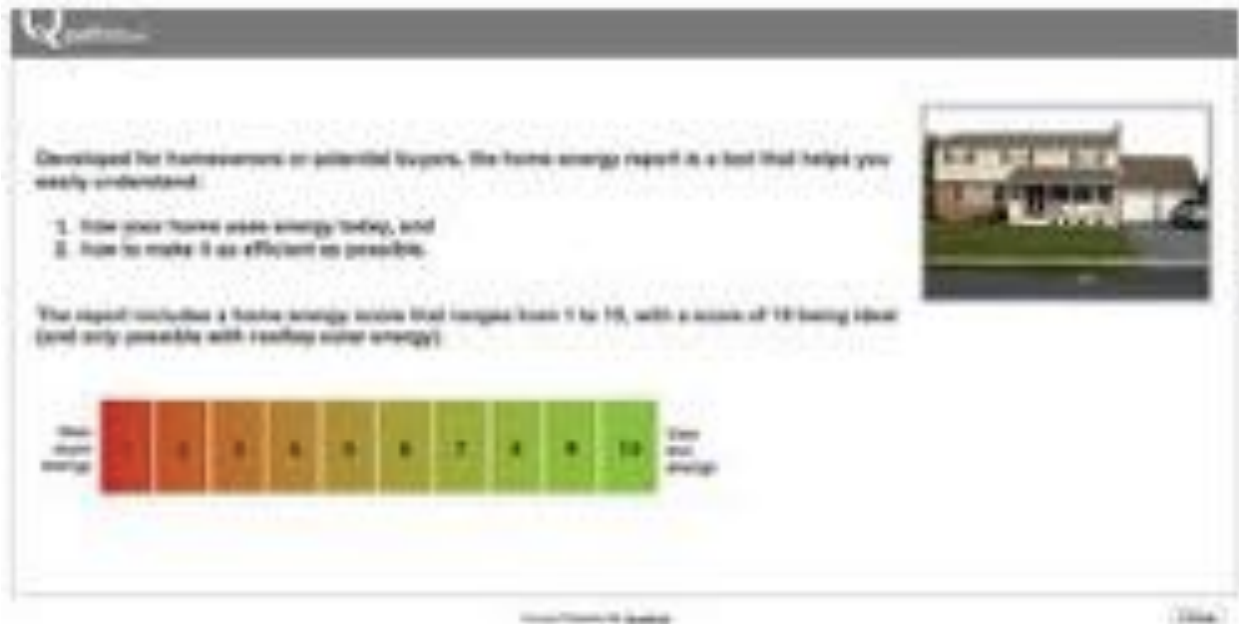 Developed for homeowners or potential buyers, the home energy report is a tool that helps you
easily understand:
1. how your home uses energy today, and
2. how to make it as efficient as possible.
The report includes a home energy score that ranges from 1 to 10, with a score of 10 being ideal
(and only possible with rooftop solar energy)
1 2 3 4 5 6 7 8 9 10
energy
energy